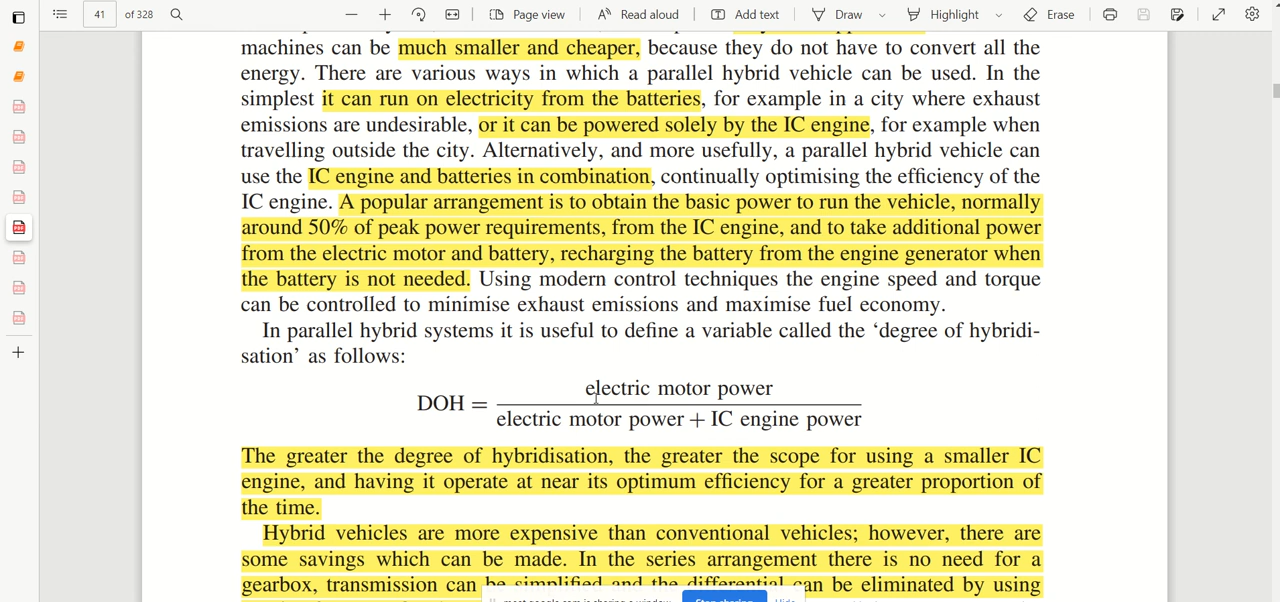 41 of 328 Page view Read aloud Add text Draw Highlight Erase
machines can be much smaller and cheaper, because they do not have to convert all the
energy. There are various ways in which a parallel hybrid vehicle can be used. In the
simplest it can run on electricity from the batteries, for example in a city where exhaust
emissions are undesirable, or it can be powered solely by the IC engine, for example when
travelling outside the city. Alternatively, and more usefully, a parallel hybrid vehicle can
use the IC engine and batteries in combination, continually optimising the efficiency of the
IC engine. A popular arrangement is to obtain the basic power to run the vehicle, normally
around 50% of peak power requirements, from the IC engine, and to take additional power
from the electric motor and battery, recharging the battery from the engine generator when
the battery is not needed. Using modern control techniques the engine speed and torque
can be controlled to minimise exhaust emissions and maximise fuel economy.
In parallel hybrid systems it is useful to define a variable called the ‘degree of hybridi-
sation’ as follows:
electric motor power
DOH =
electric motor power + IC engine power
The greater the degree of hybridisation, the greater the scope for using a smaller IC
engine, and having it operate at near its optimum efficiency for a greater proportion of
the time.
Hybrid vehicles are more expensive than conventional vehicles; however, there are
some savings which can be made. In the series arrangement there is no need for a
gearbox, transmission can be simplified and the differential can be eliminated by using